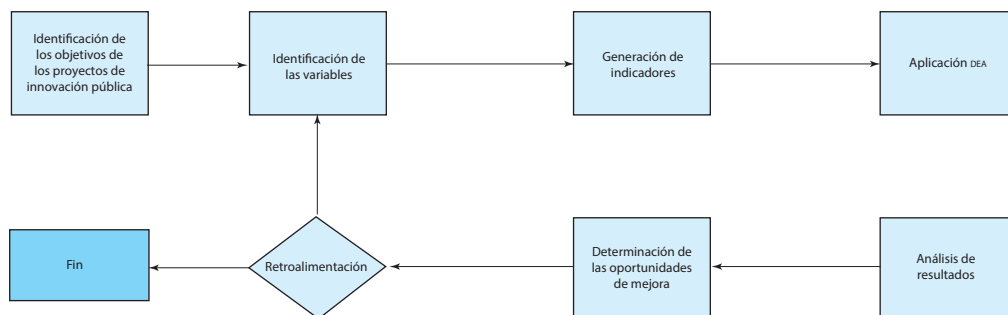 Identificación de
los objetivos de
los proyectos de
innovación pública
Identificación de
las variables
Generación de
indicadores
Aplicación DEA
Fin
Retroalimentación
Determinación de
las oportunidades
de mejora
Análisis de
resultados